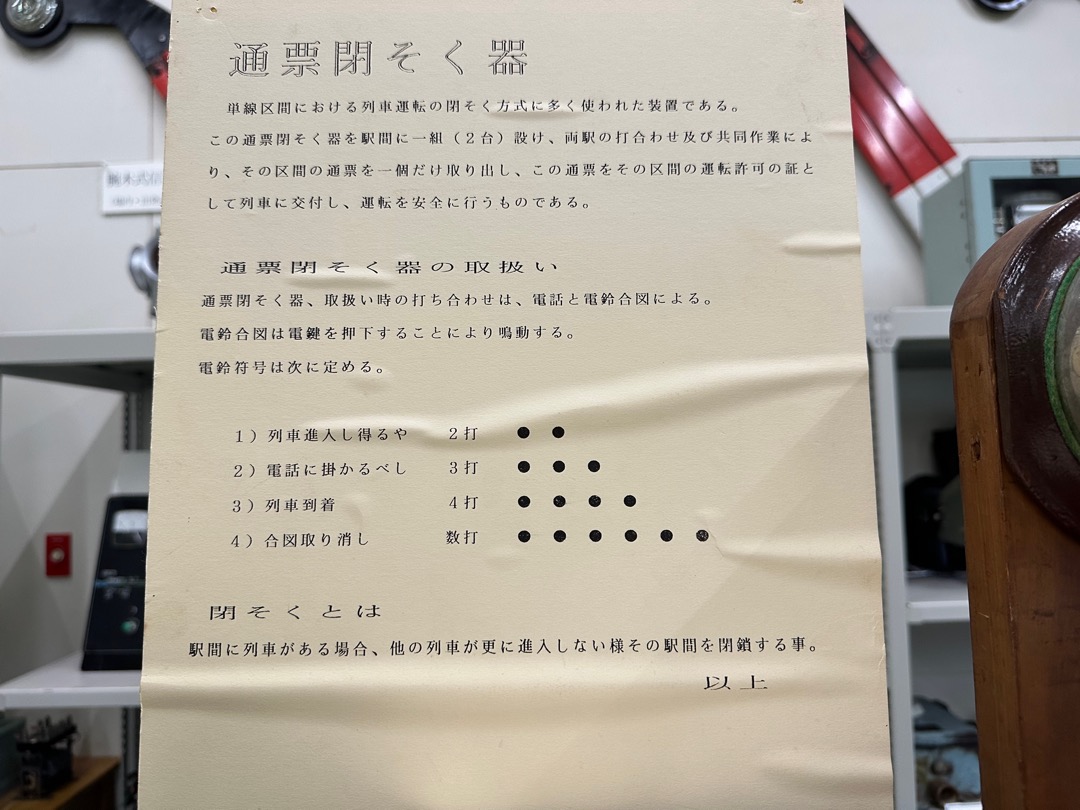 通票閉そく器
単線区間における列車運転の閉そく方式に多く使われた装置である。
この通票閉そく器を駅間に一組（２台）設け、両駅の打合わせ及び共同作業によ
り、その区間の通票を一個だけ取り出し、この通票をその区間の運転許可の証と
して列車に交付し、運転を安全に行うものである。
通票閉そく器の取扱い
通票閉そく器、取扱い時の打ち合わせは、電話と電鈴合図による。
電鈴合図は電鍵を押下することにより鳴動する。
電鈴符号は次に定める。
１）列車進入し得るや　２打　●　●
２）電話に掛かるべし　３打　●　●　●
３）列車到着　４打　●　●　●　●
４）合図取り消し　数打　●　●　●　●　●　●
閉そくとは
駅間に列車がある場合、他の列車が更に進入しない様その駅間を閉鎖する事。
以上